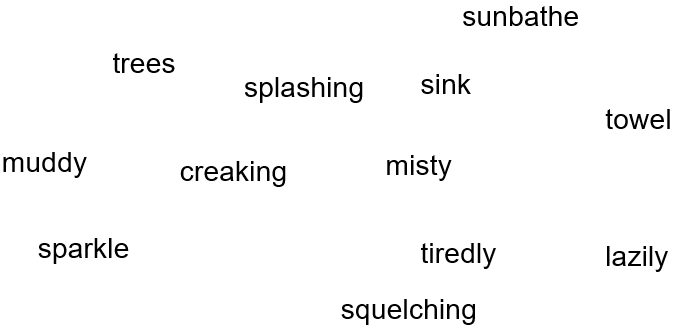 sunbathe
trees
splashing
sink
towel
muddy
creaking
misty
sparkle
tiredly
lazily
squelching